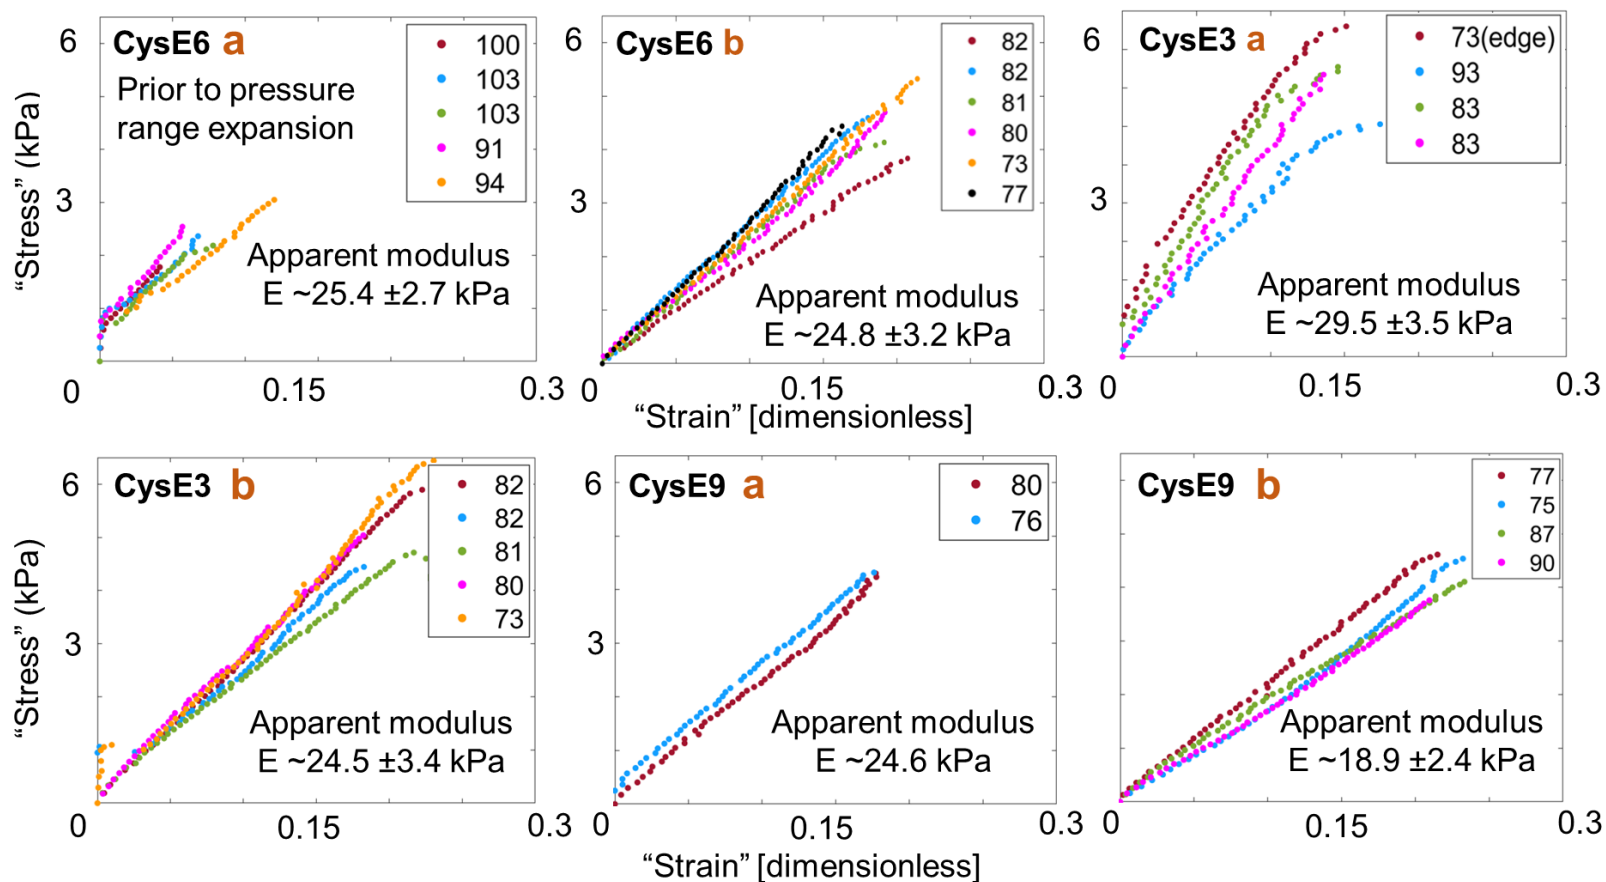 CysE6 a
Prior to pressure
range expansion
100
103
103
91
94
Apparent modulus
E ~25.4 ±2.7 kPa
6
3
0
0.15
0.3
"Stress" (kPa)
CysE6 b
82
82
81
80
73
77
Apparent modulus
E ~24.8 ±3.2 kPa
6
3
0
0.15
0.3
"Strain" [dimensionless]
CysE3 a
73(edge)
93
83
83
Apparent modulus
E ~29.5 ±3.5 kPa
6
3
0
0.15
0.3
CysE3 b
82
82
81
80
73
Apparent modulus
E ~24.5 ±3.4 kPa
6
3
0
0.15
0.3
"Stress" (kPa)
CysE9 a
80
76
Apparent modulus
E ~24.6 kPa
6
3
0
0.15
0.3
"Strain" [dimensionless]
CysE9 b
77
75
87
90
Apparent modulus
E ~18.9 ±2.4 kPa
0
0.15
0.3